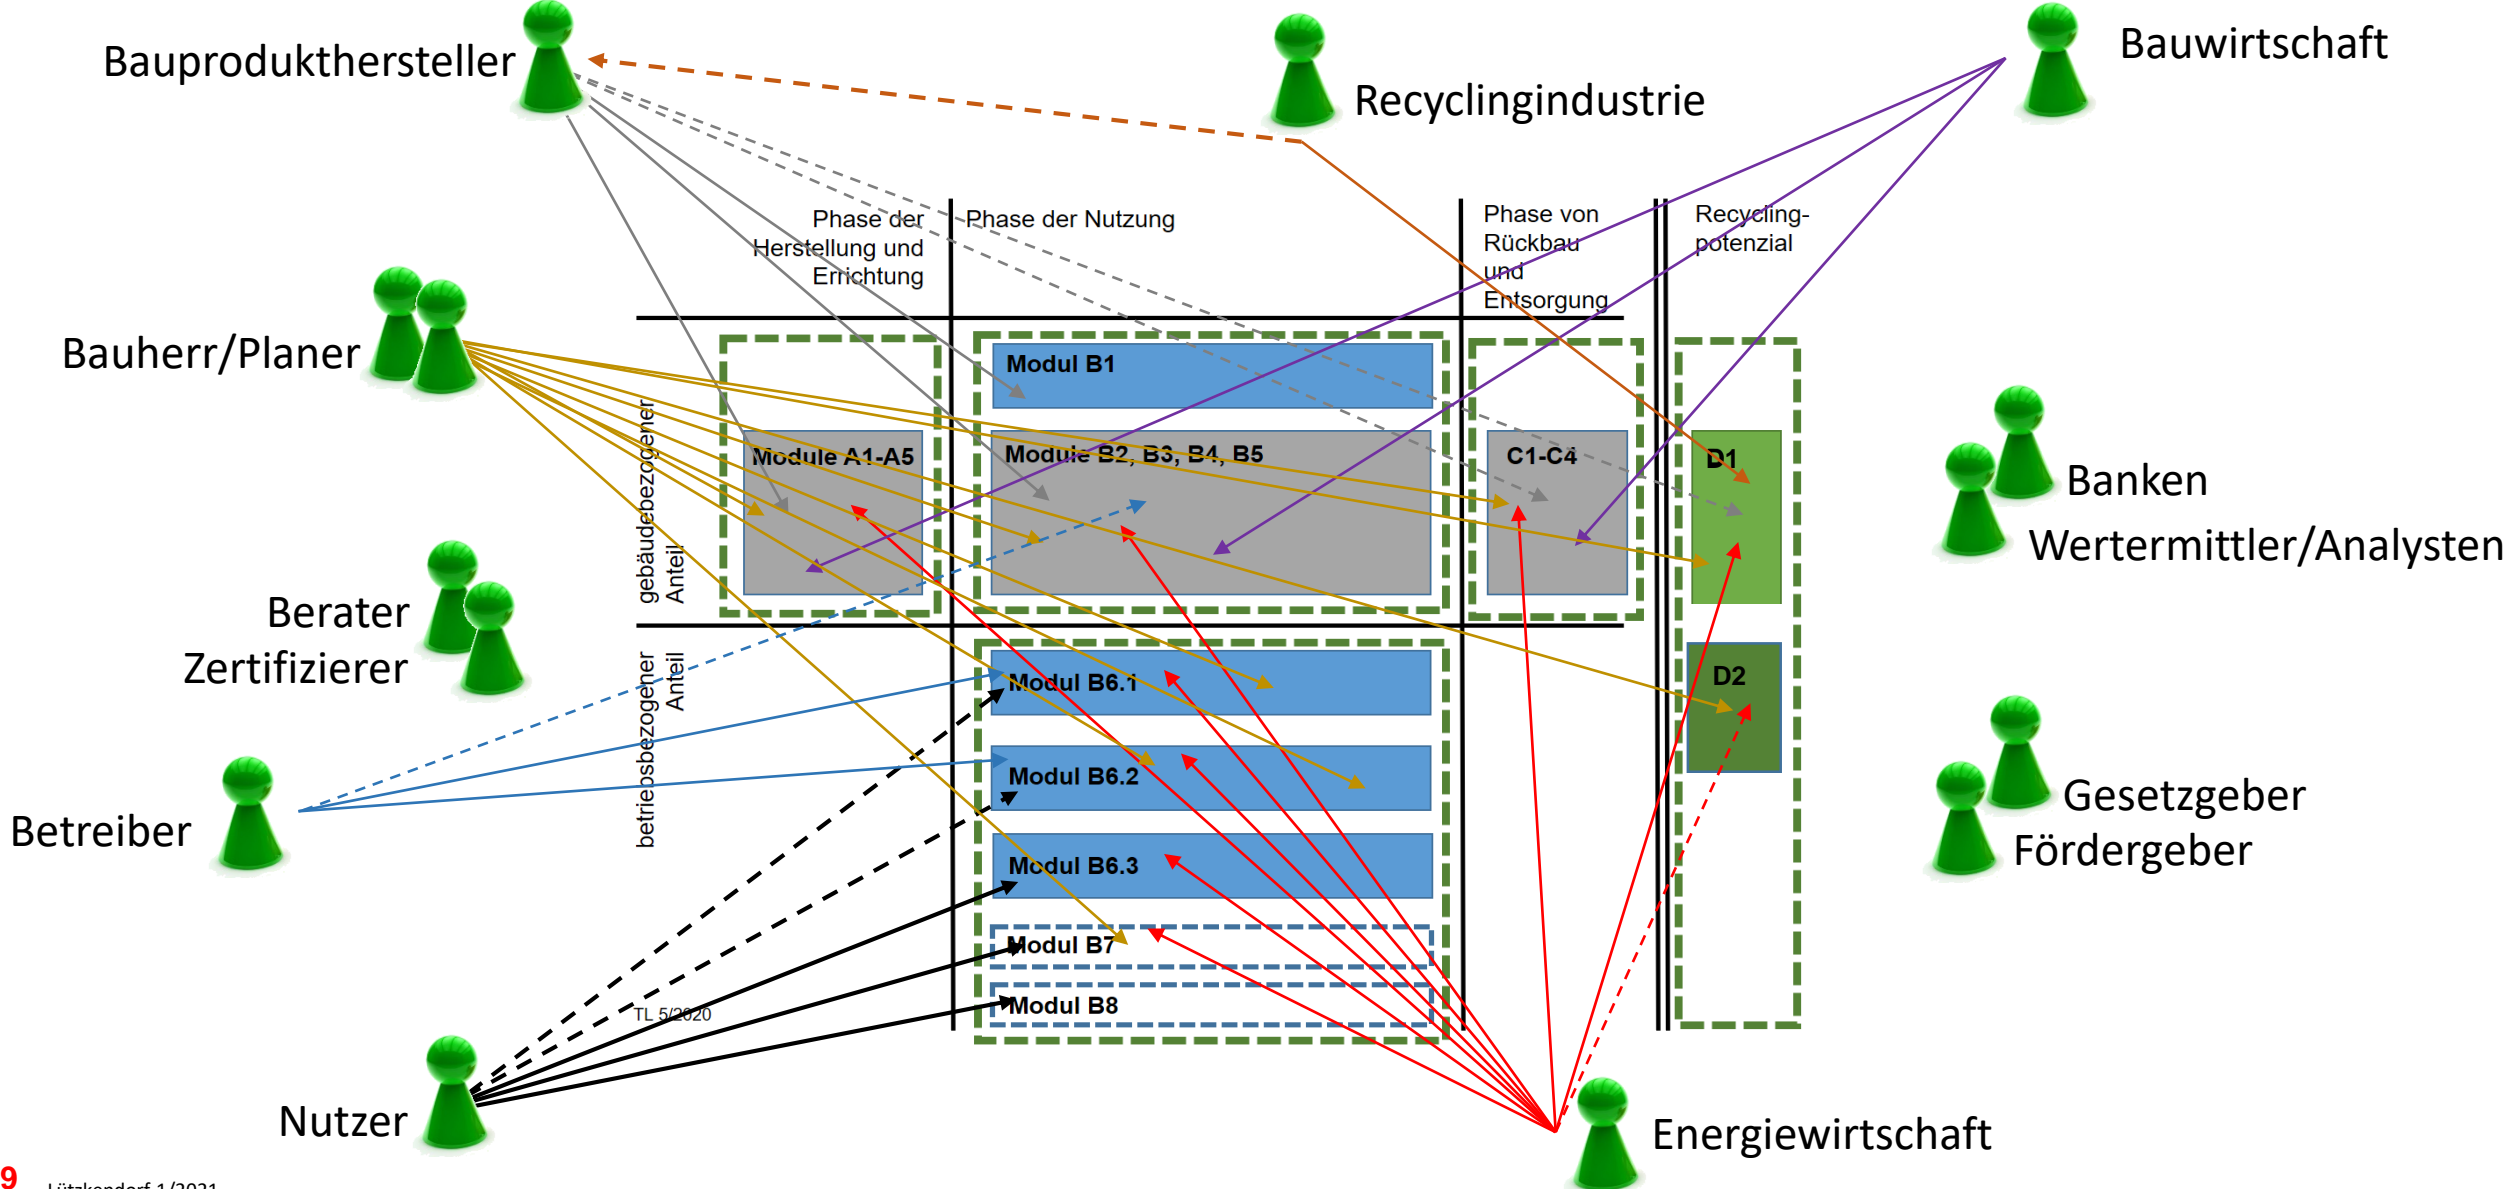 Bauprodukthersteller
Recyclingindustrie
Bauwirtschaft
Phase der
Herstellung und
Errichtung
Phase der Nutzung
Phase von
Rückbau
und
Entsorgung
Recycling-
potenzial
Bauherr/Planer
gebäudebezogener
Anteil
Modul B1
Module A1-A5
Module B2, B3, B4, B5
C1-C4
D1
Banken
Wertermittler/Analysten
Berater
Zertifizierer
betriebsbezogener
Anteil
Modul B6.1
D2
Modul B6.2
Betreiber
Modul B6.3
Gesetzgeber
Fördergeber
Modul B7
Modul B8
TL 5/2020
Nutzer
Energiewirtschaft
9
Lützkendorf 1/2021